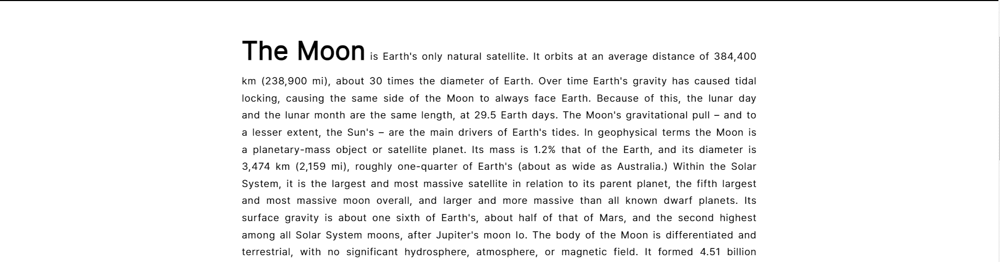 The Moon is Earth's only natural satellite. It orbits at an average distance of 384,400
km (238,900 mi), about 30 times the diameter of Earth. Over time Earth's gravity has caused tidal
locking, causing the same side of the Moon to always face Earth. Because of this, the lunar day
and the lunar month are the same length, at 29.5 Earth days. The Moon's gravitational pull – and to
a lesser extent, the Sun's – are the main drivers of Earth's tides. In geophysical terms the Moon is
a planetary-mass object or satellite planet. Its mass is 1.2% that of the Earth, and its diameter is
3,474 km (2,159 mi), roughly one-quarter of Earth's (about as wide as Australia.) Within the Solar
System, it is the largest and most massive satellite in relation to its parent planet, the fifth largest
and most massive moon overall, and larger and more massive than all known dwarf planets. Its
surface gravity is about one sixth of Earth's, about half of that of Mars, and the second highest
among all Solar System moons, after Jupiter's moon Io. The body of the Moon is differentiated and
terrestrial, with no significant hydrosphere, atmosphere, or magnetic field. It formed 4.51 billion